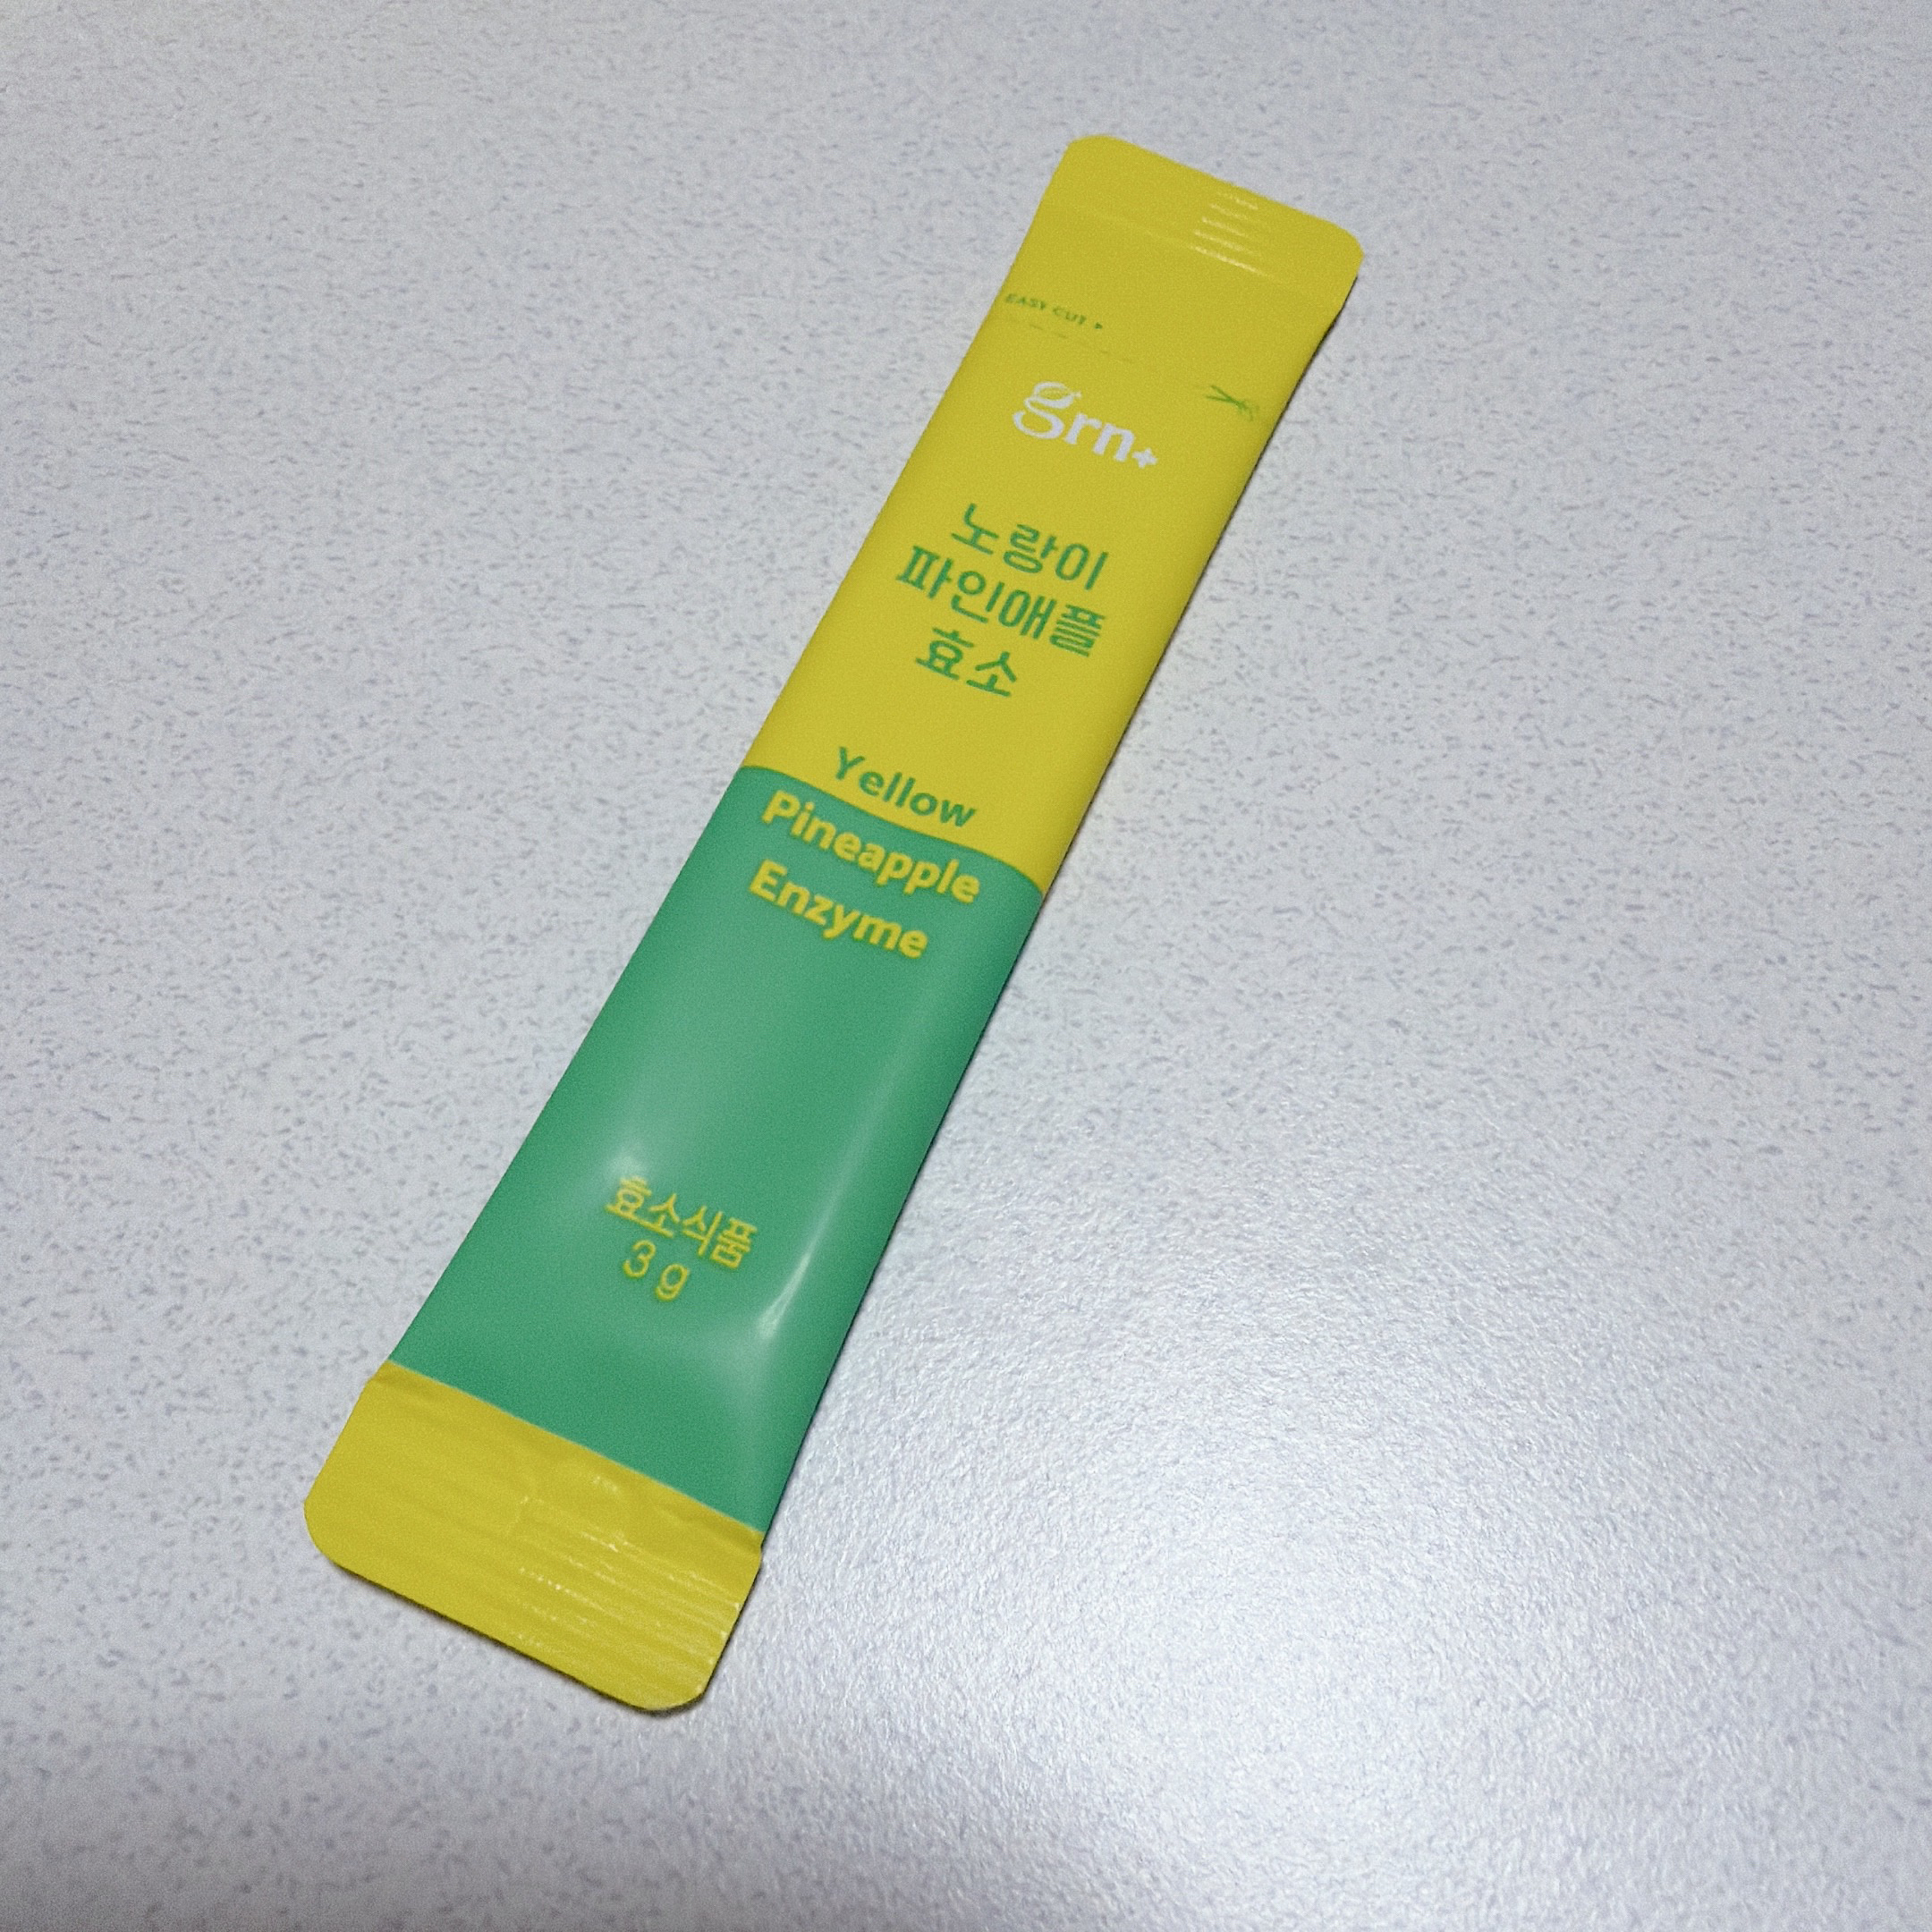 EASY CUT
grn+
노랑이
파인애플
효소
Yellow
Pineapple
Enzyme
효소식품
3 g